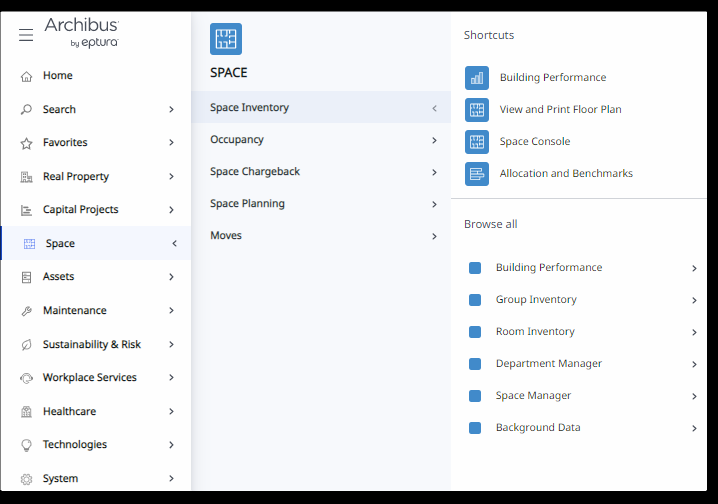 Archibus
by eptura
Home
Search
Favorites
Real Property
Capital Projects
Space
Assets
Maintenance
Sustainability & Risk
Workplace Services
Healthcare
Technologies
System
SPACE
Space Inventory
Occupancy
Space Chargeback
Space Planning
Moves
Shortcuts
Building Performance
View and Print Floor Plan
Space Console
Allocation and Benchmarks
Browse all
Building Performance
Group Inventory
Room Inventory
Department Manager
Space Manager
Background Data